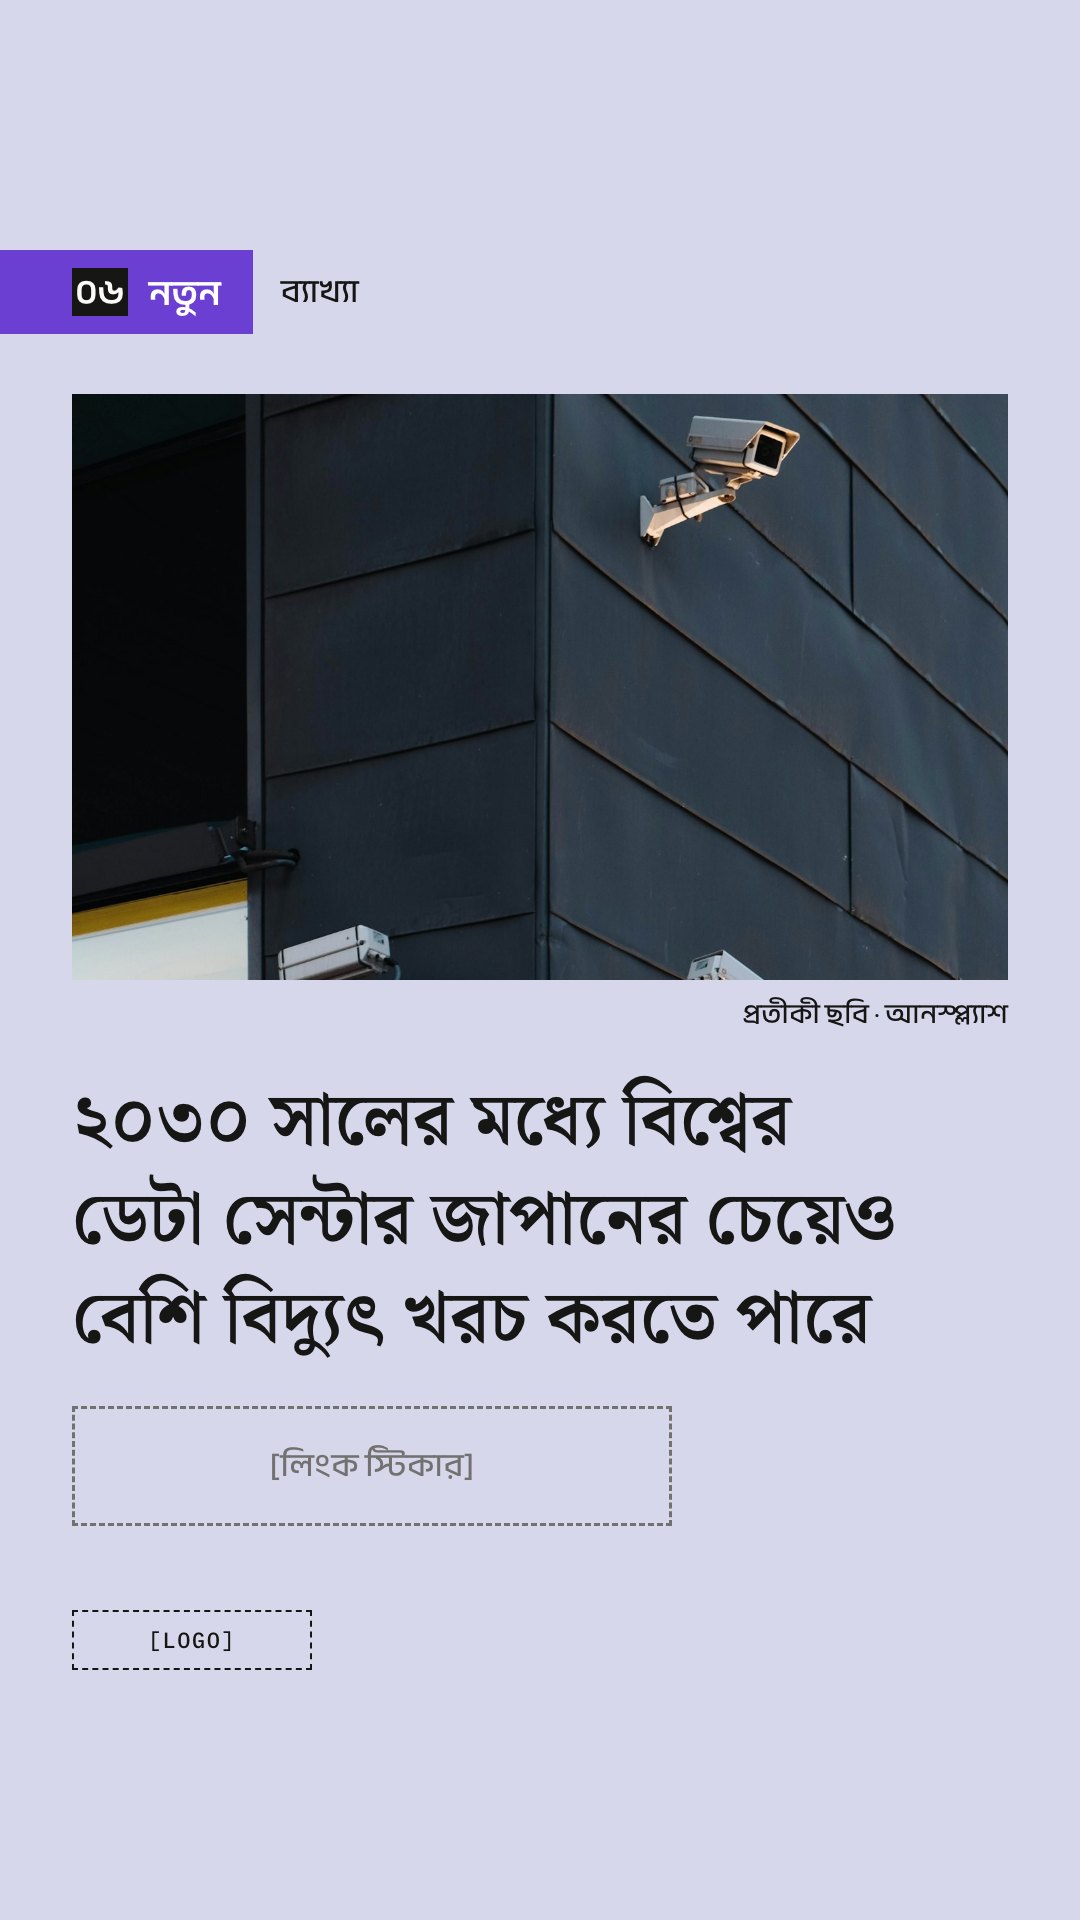 ০৬ নতুন ব্যাখ্যা
প্রতীকী ছবি · আনস্প্ল্যাশ
২০৩০ সালের মধ্যে বিশ্বের
ডেটা সেন্টার জাপানের চেয়েও
বেশি বিদ্যুৎ খরচ করতে পারে
[লিংক স্টিকার]
[LOGO]